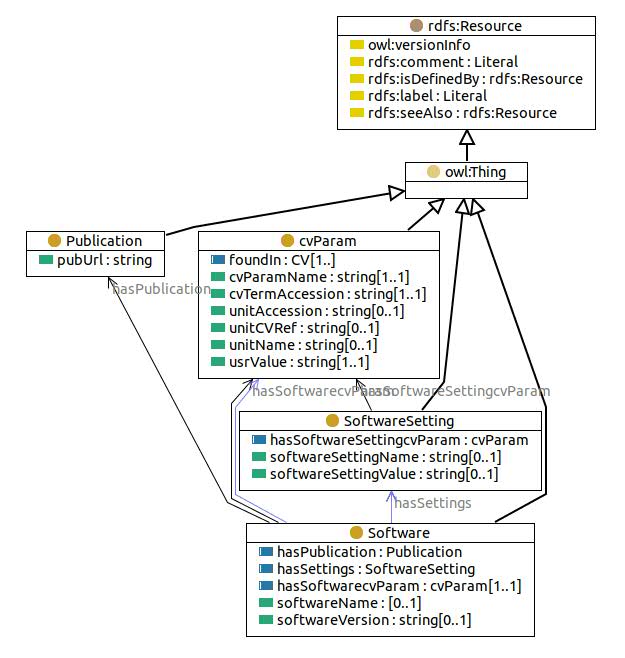 rdfs:Resource
owl:versionInfo
rdfs:comment : Literal
rdfs:isDefinedBy : rdfs:Resource
rdfs:label : Literal
rdfs:seeAlso : rdfs:Resource
owl:Thing
Publication
pubUrl : string
cvParam
foundIn : CV[1..]
cvParamName : string[1..1]
cvTermAccession : string[1..1]
unitAccession : string[0..1]
unitCVRef : string[0..1]
unitName : string[0..1]
usrValue : string[1..1]
hasPublication
hasSoftwarecvParam
hasSoftwareSettingcvParam
SoftwareSetting
hasSoftwareSettingcvParam : cvParam
softwareSettingName : string[0..1]
softwareSettingValue : string[0..1]
hasSettings
Software
hasPublication : Publication
hasSettings : SoftwareSetting
hasSoftwarecvParam : cvParam[1..1]
softwareName : [0..1]
softwareVersion : string[0..1]